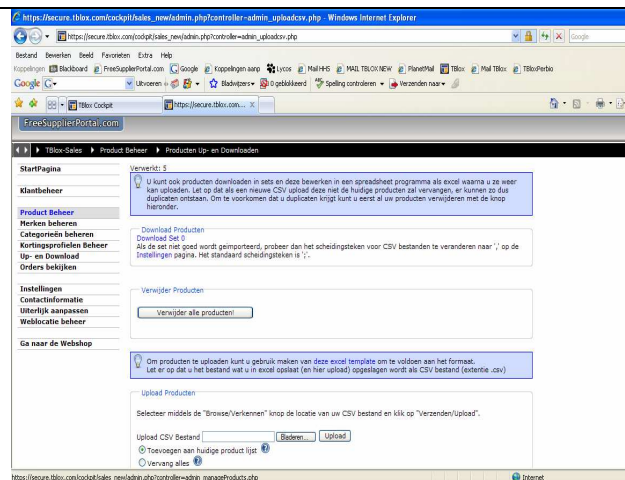 https://secure.tblox.com/cockpit/sales_new/admin.php?controller=admin_uploadcsv.php - Windows Internet Explorer
https://secure.tblox.com/cockpit/sales_new/admin.php?controller=admin_uploadcsv.php
Google
Bestand Bewerken Beeld Favorieten Extra Help
Koppelingen Blackboard FreeSupplierPortal.com Google Koppelingen aanp Lycos Mail HHS MAIL TBLOX NEW PlanetMail TBlox Mail TBlox TBloxPerbio
Google G Uitvoeren Bladwijzers 0 geblokkeerd Spelling controleren Verzenden naar
TBlox Cockpit https://secure.tblox.com... X
FreeSupplierPortal.com
TBlox-Sales Product Beheer Producten Up- en Downloaden
StartPagina
Klantbeheer
Product Beheer
Merken beheren
Categorieën beheren
Kortingsprofielen Beheer
Up- en Download
Orders bekijken
Instellingen
Contactinformatie
Uiterlijk aanpassen
Weblocatie beheer
Ga naar de Webshop
Verwerkt: 5
U kunt ook producten downloaden in sets en deze bewerken in een spreadsheet programma als excel waarna u ze weer
kan uploaden. Let op dat als een nieuwe CSV upload deze niet de huidige producten zal vervangen, er kunnen zo dus
duplicaten ontstaan. Om te voorkomen dat u duplicaten krijgt kunt u eerst al uw producten verwijderen met de knop
hieronder.
Download Producten
Download Set 0
Als de set niet goed wordt geimporteerd, probeer dan het scheidingsteken voor CSV bestanden te veranderen naar ',' op de
Instellingen pagina. Het standaard scheidingsteken is ';'.
Verwijder Producten
Verwijder alle producten!
Om producten te uploaden kunt u gebruik maken van deze excel template om te voldoen aan het formaat.
Let er op dat u het bestand wat u in excel opslaat (en hier upload) opgeslagen wordt als CSV bestand (extentie .csv)
Upload Producten
Selecteer middels de "Browse/Verkennen" knop de locatie van uw CSV bestand en klik op "Verzenden/Upload".
Upload CSV Bestand Bladeren... Upload
Toevoegen aan huidige product lijst
Vervang alles
https://secure.tblox.com/cockpit/sales_new/admin.php?controller=admin_manageProducts.php
Internet